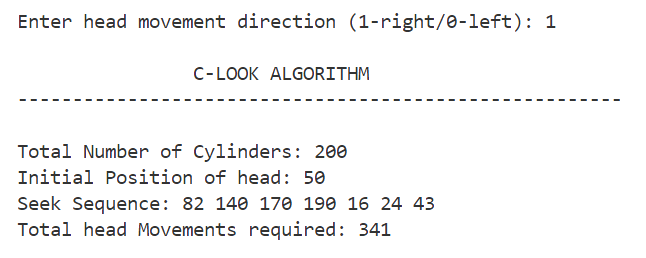 Enter head movement direction (1-right/0-left): 1
C-LOOK ALGORITHM
-------------------------------------------------------
Total Number of Cylinders: 200
Initial Position of head: 50
Seek Sequence: 82 140 170 190 16 24 43
Total head Movements required: 341